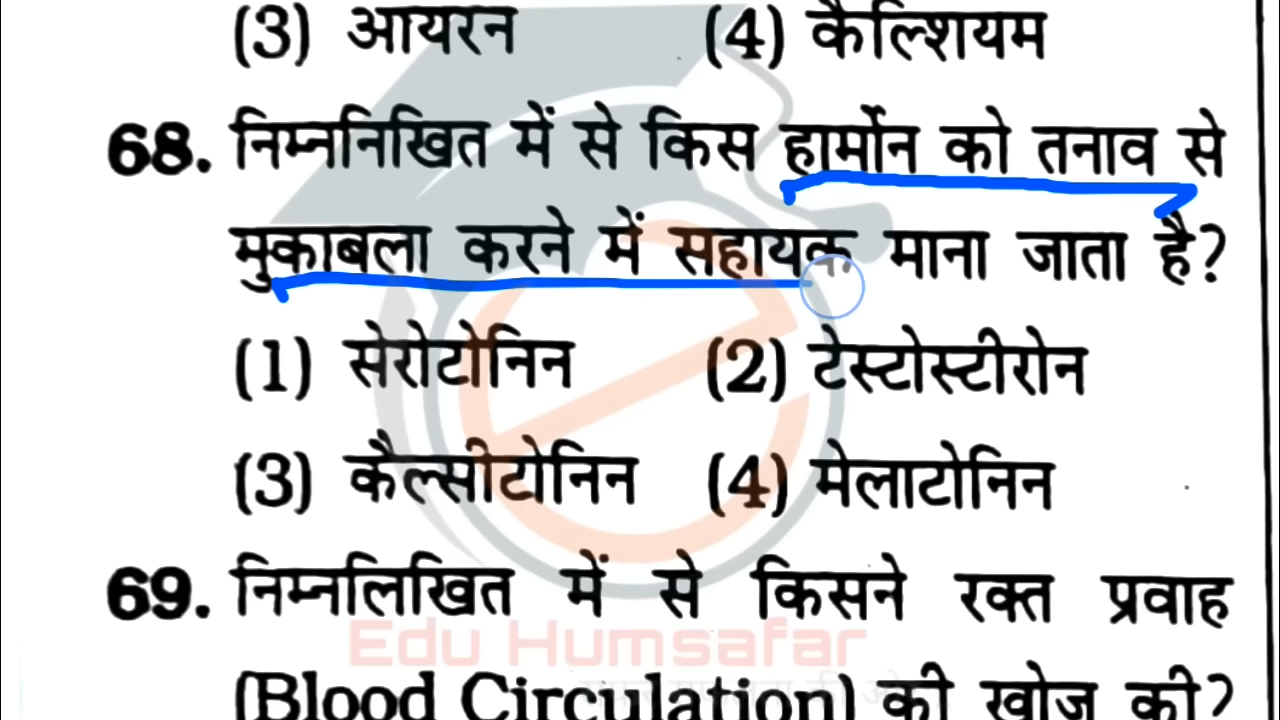 (3) आयरन (4) कैल्शियम
68. निम्ननिखित में से किस हार्मोन को तनाव से
मुकाबला करने में सहायक माना जाता है?
(1) सेरोटोनिन (2) टेस्टोस्टीरोन
(3) कैल्सीटोनिन (4) मेलाटोनिन
69. निम्नलिखित में से किसने रक्त प्रवाह
Edu Humsafar
(Blood Circulation) की खोज की?